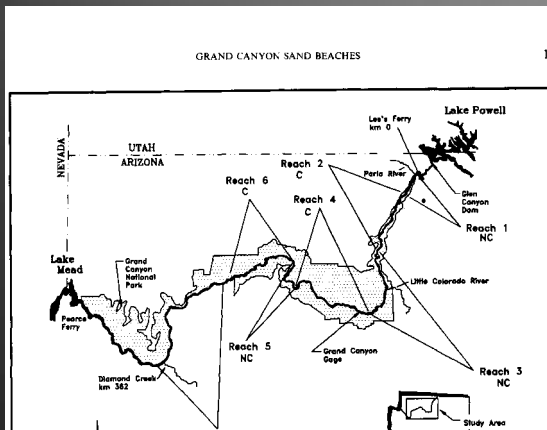 GRAND CANYON SAND BEACHES
1
Lee's Ferry
km 0
Lake Powell
NEVADA
UTAH
ARIZONA
Reach 2
C
Paria River
Reach 6
C
Reach 4
C
Glen
Canyon
Dam
Reach 1
NC
Lake
Mead
Grand
Canyon
National
Park
Little Colorado River
Pearce
Ferry
Reach 5
NC
Grand Canyon
Gage
Reach 3
NC
Diamond Creek
km 362
Study Area